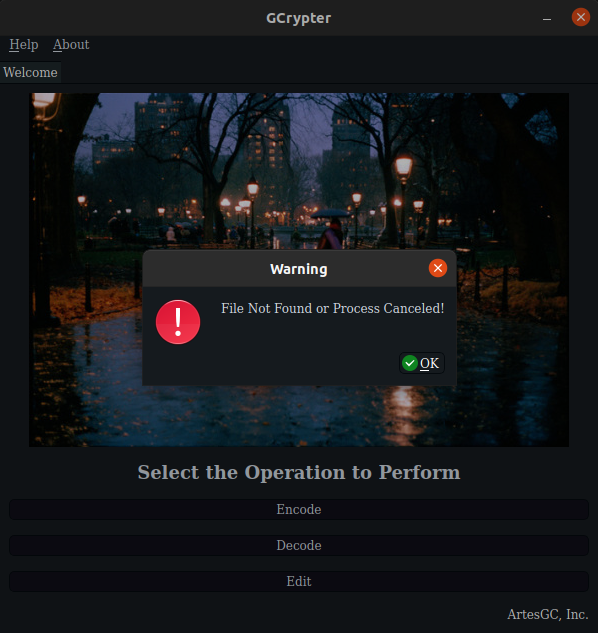 GCrypter
Help About
Welcome
Warning
File Not Found or Process Canceled!
OK
Select the Operation to Perform
Encode
Decode
Edit
ArtesGC, Inc.